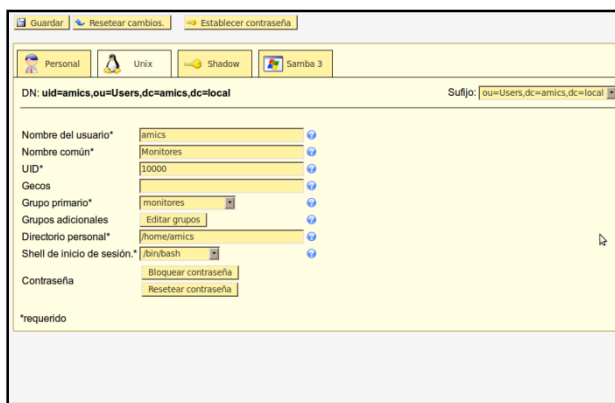 Guardar Resetear cambios. Establecer contraseña
Personal Unix Shadow Samba 3
DN: uid=amics,ou=Users,dc=amics,dc=local Sufijo: ou=Users,dc=amics,dc=local
Nombre del usuario* amics
Nombre común* Monitores
UID* 10000
Gecos
Grupo primario* monitores
Grupos adicionales Editar grupos
Directorio personal* /home/amics
Shell de inicio de sesión.* /bin/bash
Contraseña Bloquear contraseña
Resetear contraseña
*requerido